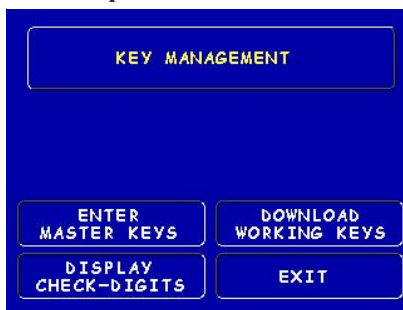 KEY MANAGEMENT
ENTER
MASTER KEYS
DOWNLOAD
WORKING KEYS
DISPLAY
CHECK-DIGITS
EXIT